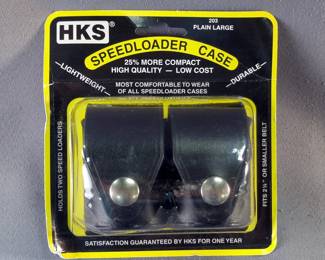 HKS®
203
PLAIN LARGE
SPEEDLOADER CASE
25% MORE COMPACT
HIGH QUALITY — LOW COST
LIGHTWEIGHT
DURABLE
MOST COMFORTABLE TO WEAR
OF ALL SPEEDLOADER CASES
HOLDS TWO SPEED LOADERS
FITS 2¼" OR SMALLER BELT
SATISFACTION GUARANTEED BY HKS FOR ONE YEAR